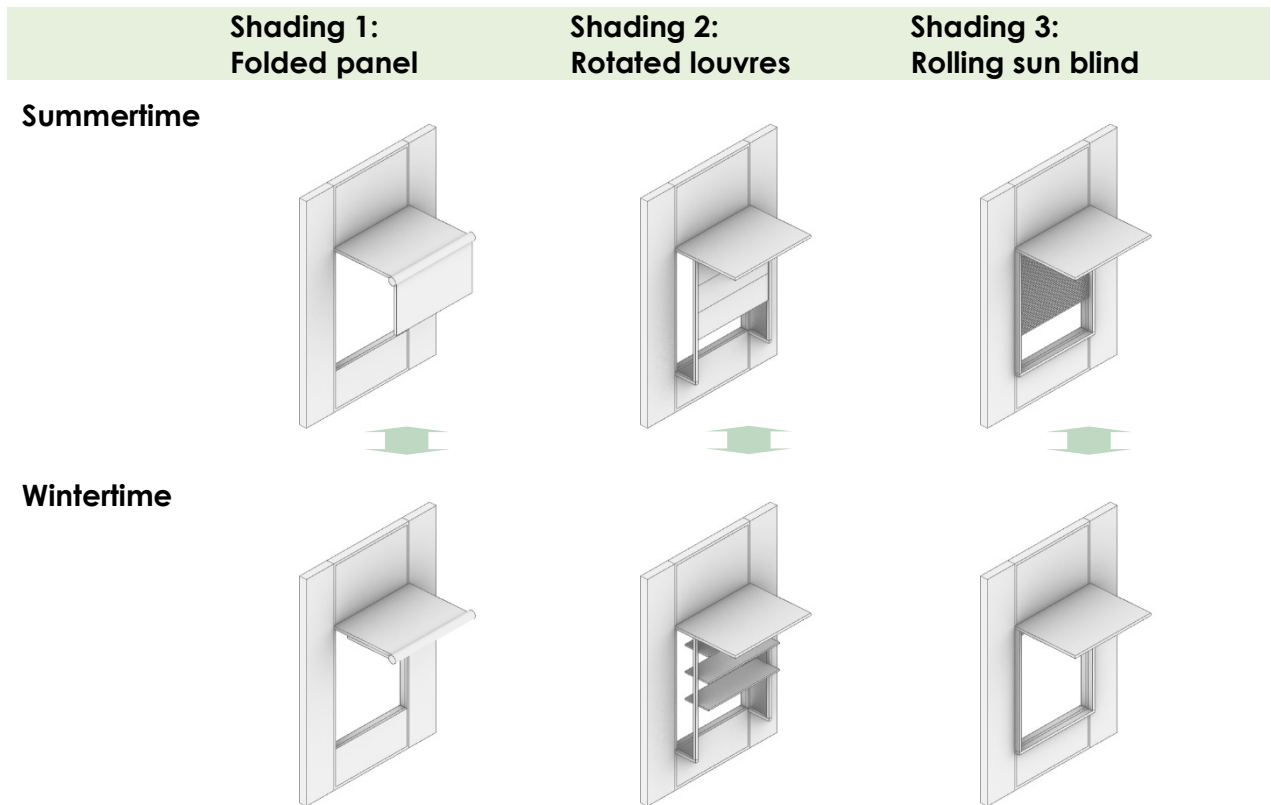 Shading 1:
Folded panel
Shading 2:
Rotated louvres
Shading 3:
Rolling sun blind
Summertime
Wintertime